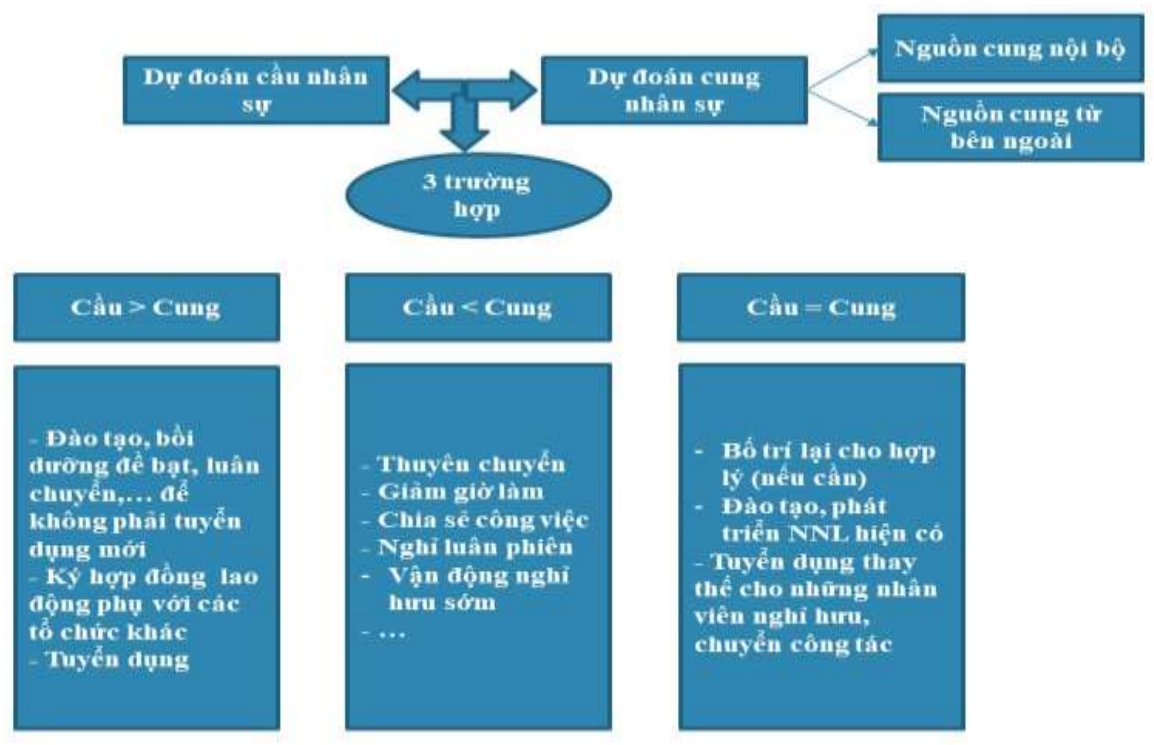 Dự đoán cầu nhân
sự
Dự đoán cung
nhân sự
Nguồn cung nội bộ
Nguồn cung từ
bên ngoài
3 trường
hợp
Cầu > Cung
Cầu < Cung
Cầu = Cung
- Đào tạo, bồi
dưỡng đề bạt, luân
chuyển,… để
không phải tuyển
dụng mới
- Ký hợp đồng lao
động phụ với các
tổ chức khác
- Tuyển dụng
- Thuyên chuyển
- Giảm giờ làm
- Chia sẻ công việc
- Nghỉ luân phiên
- Vận động nghỉ
hưu sớm
- …
- Bố trí lại cho hợp
lý (nếu cần)
- Đào tạo, phát
triển NNL hiện có
- Tuyển dụng thay
thế cho những nhân
viên nghỉ hưu,
chuyển công tác